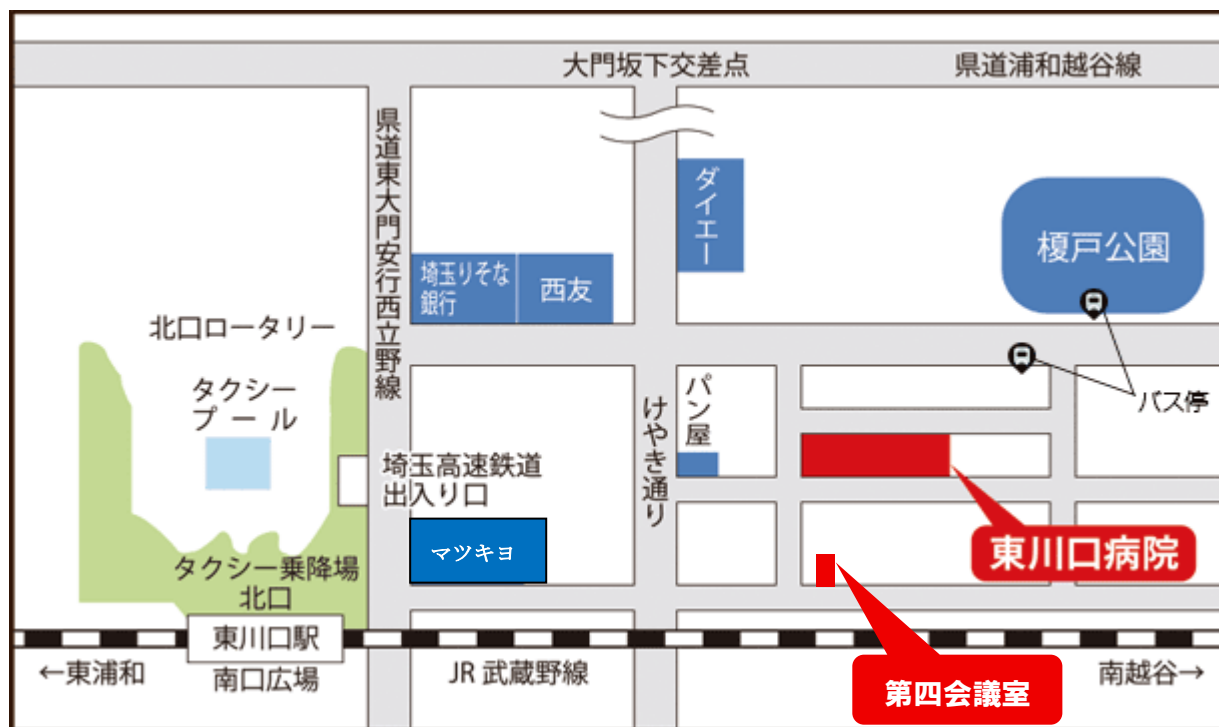 大門坂下交差点
県道浦和越谷線
県道東大門安行西立野線
ダイエー
榎戸公園
埼玉りそな
銀行
西友
北口ロータリー
タクシー
プール
パン屋
けやき通り
バス停
埼玉高速鉄道
出入り口
マツキヨ
東川口病院
タクシー乗降場
北口
東川口駅
←東浦和
南口広場
JR 武蔵野線
第四会議室
南越谷→